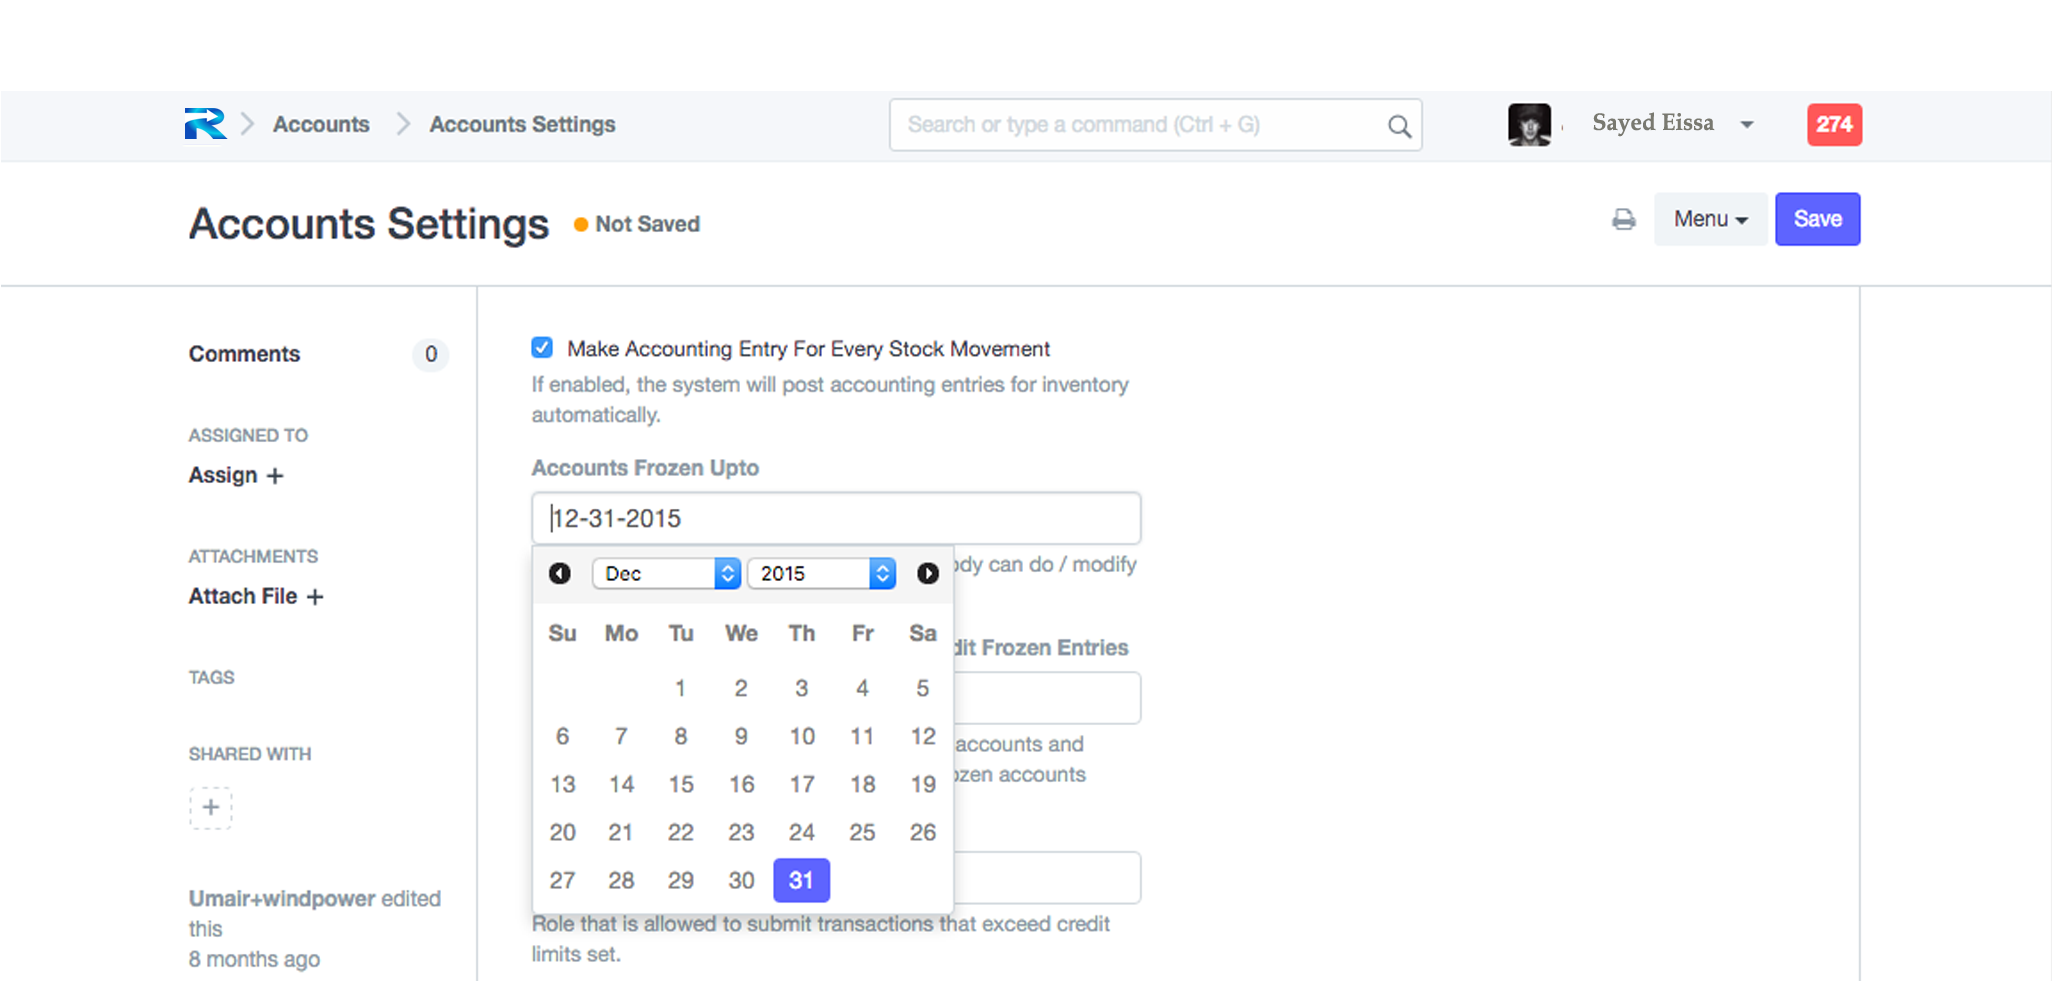 Accounts Accounts Settings Search or type a command (Ctrl + G) Sayed Eissa 274
Accounts Settings Not Saved Menu Save
Comments 0
ASSIGNED TO
Assign +
ATTACHMENTS
Attach File +
TAGS
SHARED WITH
+
Umair+windpower edited
this
8 months ago
Make Accounting Entry For Every Stock Movement
If enabled, the system will post accounting entries for inventory
automatically.
Accounts Frozen Upto
12-31-2015
can do / modify
Dec 2015
Su Mo Tu We Th Fr Sa
1 2 3 4 5
6 7 8 9 10 11 12
13 14 15 16 17 18 19
20 21 22 23 24 25 26
27 28 29 30 31
Frozen Entries
accounts and
accounts
Role that is allowed to submit transactions that exceed credit
limits set.